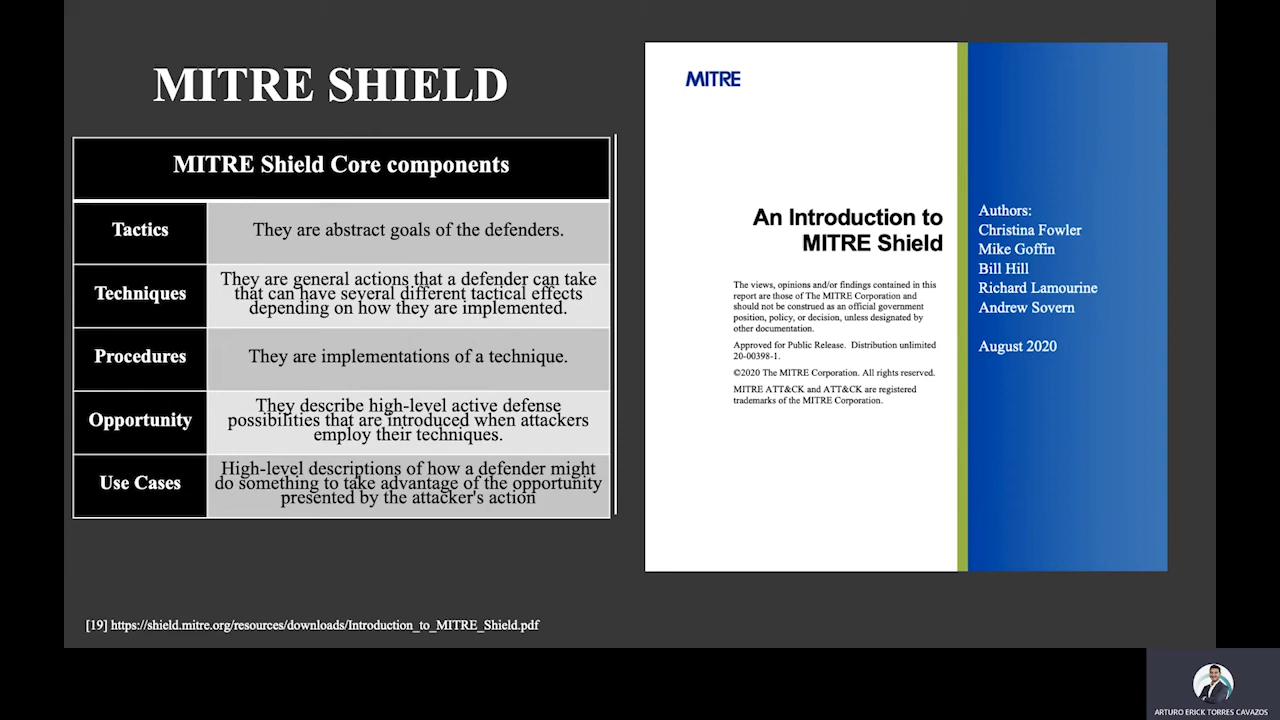 MITRE SHIELD
MITRE Shield Core components
Tactics
They are abstract goals of the defenders.
Techniques
They are general actions that a defender can take
that can have several different tactical effects
depending on how they are implemented.
Procedures
They are implementations of a technique.
Opportunity
They describe high-level active defense
possibilities that are introduced when attackers
employ their techniques.
Use Cases
High-level descriptions of how a defender might
do something to take advantage of the opportunity
presented by the attacker's action
[19] https://shield.mitre.org/resources/downloads/Introduction_to_MITRE_Shield.pdf
MITRE
An Introduction to
MITRE Shield
The views, opinions and/or findings contained in this
report are those of The MITRE Corporation and
should not be construed as an official government
position, policy, or decision, unless designated by
other documentation.
Approved for Public Release. Distribution unlimited
20-00398-1.
©2020 The MITRE Corporation. All rights reserved.
MITRE ATT&CK and ATT&CK are registered
trademarks of the MITRE Corporation.
Authors:
Christina Fowler
Mike Goffin
Bill Hill
Richard Lamourine
Andrew Sovern
August 2020
ARTURO ERICK TORRES CAVAZOS